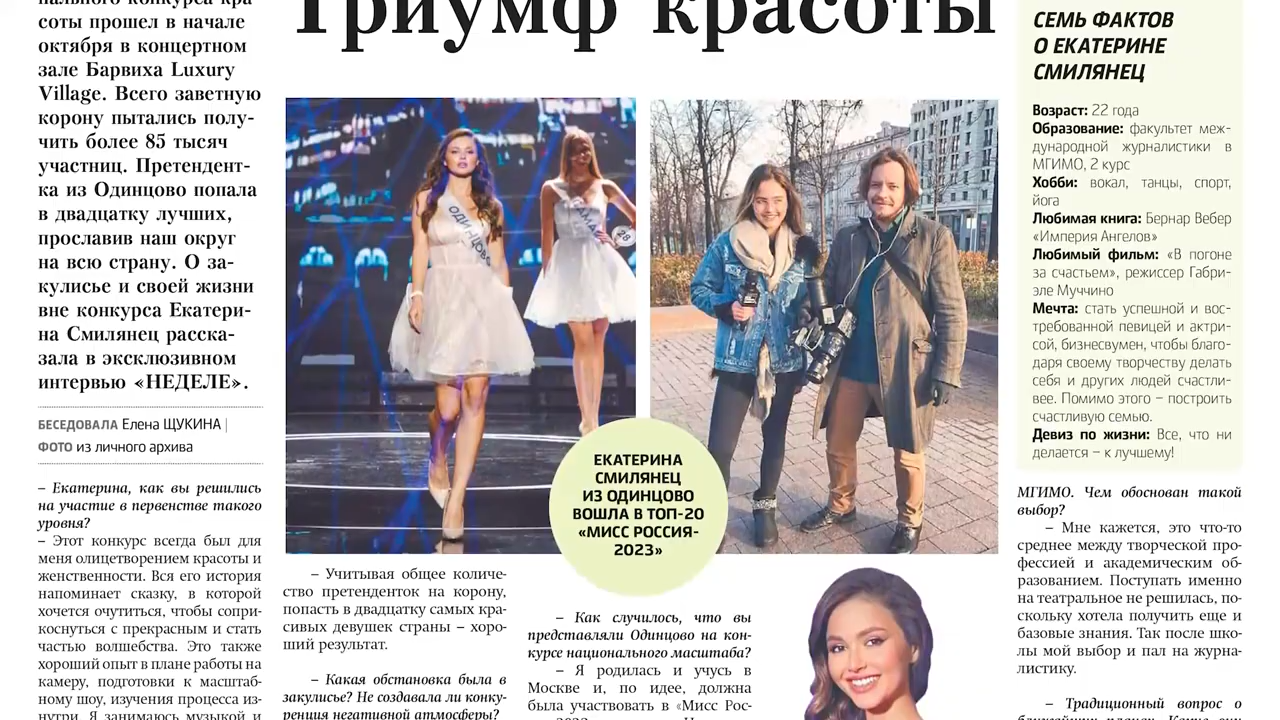 нального конкурса кра-
соты прошел в начале
октября в концертном
зале Барвиха Luxury
Village. Всего заветную
корону пытались полу-
чить более 85 тысяч
участниц. Претендент-
ка из Одинцово попала
в двадцатку лучших,
прославив наш округ
на всю страну. О за-
кулисье и своей жизни
вне конкурса Екатери-
на Смилянец расска-
зала в эксклюзивном
интервью «НЕДЕЛЕ».
БЕСЕДОВАЛА Елена ЩУКИНА |
ФОТО из личного архива
– Екатерина, как вы решились
на участие в первенстве такого
уровня?
– Этот конкурс всегда был для
меня олицетворением красоты и
женственности. Вся его история
напоминает сказку, в которой
хочется очутиться, чтобы сопри-
коснуться с прекрасным и стать
частью волшебства. Это также
хороший опыт в плане работы на
камеру, подготовки к масштаб-
ному шоу, изучения процесса из-
нутри. Я занимаюсь музыкой и
Триумф красоты
ОДИНЦОВО
28
ЕКАТЕРИНА
СМИЛЯНЕЦ
ИЗ ОДИНЦОВО
ВОШЛА В ТОП-20
«МИСС РОССИЯ-
2023»
– Учитывая общее количе-
ство претенденток на корону,
попасть в двадцатку самых кра-
сивых девушек страны – хоро-
ший результат.
– Какая обстановка была в
закулисье? Не создавала ли конку-
ренция негативной атмосферы?
– Как случилось, что вы
представляли Одинцово на кон-
курсе национального масштаба?
– Я родилась и учусь в
Москве и, по идее, должна
была участвовать в «Мисс Рос-
СЕМЬ ФАКТОВ
О ЕКАТЕРИНЕ
СМИЛЯНЕЦ
Возраст: 22 года
Образование: факультет меж-
дународной журналистики в
МГИМО, 2 курс
Хобби: вокал, танцы, спорт,
йога
Любимая книга: Бернар Вебер
«Империя Ангелов»
Любимый фильм: «В погоне
за счастьем», режиссер Габри-
эле Муччино
Мечта: стать успешной и вос-
требованной певицей и актри-
сой, бизнесвумен, чтобы благо-
даря своему творчеству делать
себя и других людей счастли-
вее. Помимо этого – построить
счастливую семью.
Девиз по жизни: Все, что ни
делается – к лучшему!
МГИМО. Чем обоснован такой
выбор?
– Мне кажется, это что-то
среднее между творческой про-
фессией и академическим об-
разованием. Поступать именно
на театральное не решилась, по-
скольку хотела получить еще и
базовые знания. Так после шко-
лы мой выбор и пал на журна-
листику.
– Традиционный вопрос о